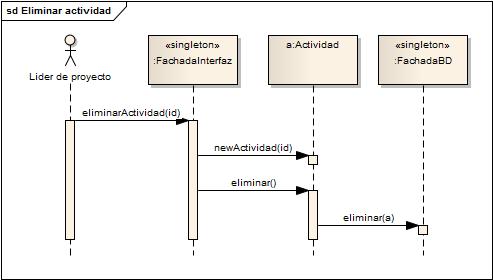 sd Eliminar actividad
Lider de proyecto
«singleton»
:FachadaInterfaz
a:Actividad
«singleton»
:FachadaBD
eliminarActividad(id)
newActividad(id)
eliminar()
eliminar(a)